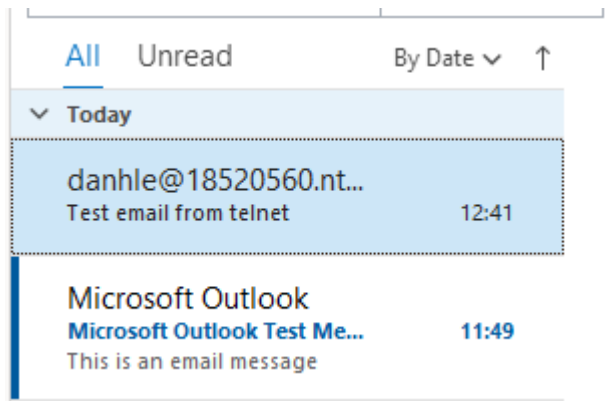 All Unread By Date ↑
Today
danhle@18520560.nt...
Test email from telnet 12:41
Microsoft Outlook
Microsoft Outlook Test Me... 11:49
This is an email message